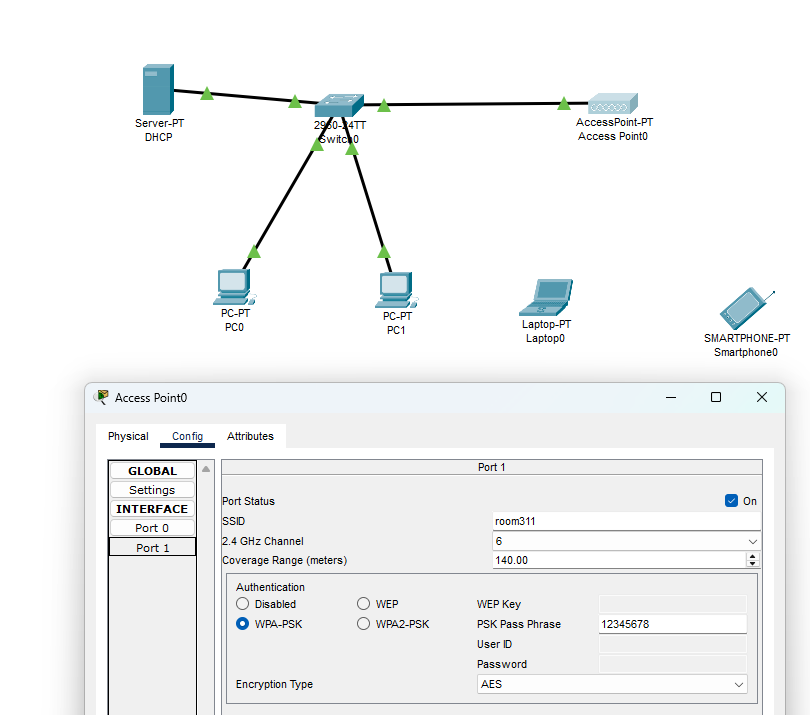 Server-PT
DHCP
2960-24TT
Switch0
AccessPoint-PT
Access Point0
PC-PT
PC0
PC-PT
PC1
Laptop-PT
Laptop0
SMARTPHONE-PT
Smartphone0
Access Point0
Physical Config Attributes
GLOBAL
Settings
INTERFACE
Port 0
Port 1
Port 1
Port Status On
SSID room311
2.4 GHz Channel 6
Coverage Range (meters) 140.00
Authentication
Disabled WEP WEP Key
WPA-PSK WPA2-PSK PSK Pass Phrase 12345678
User ID
Password
Encryption Type AES